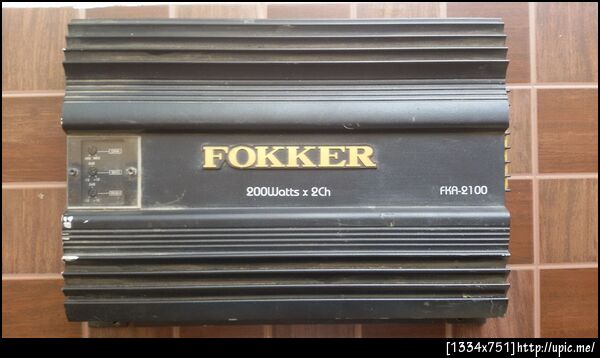 FOKKER
200Watts x 2Ch
FKA-2100
[1334x751]http://upic.me/